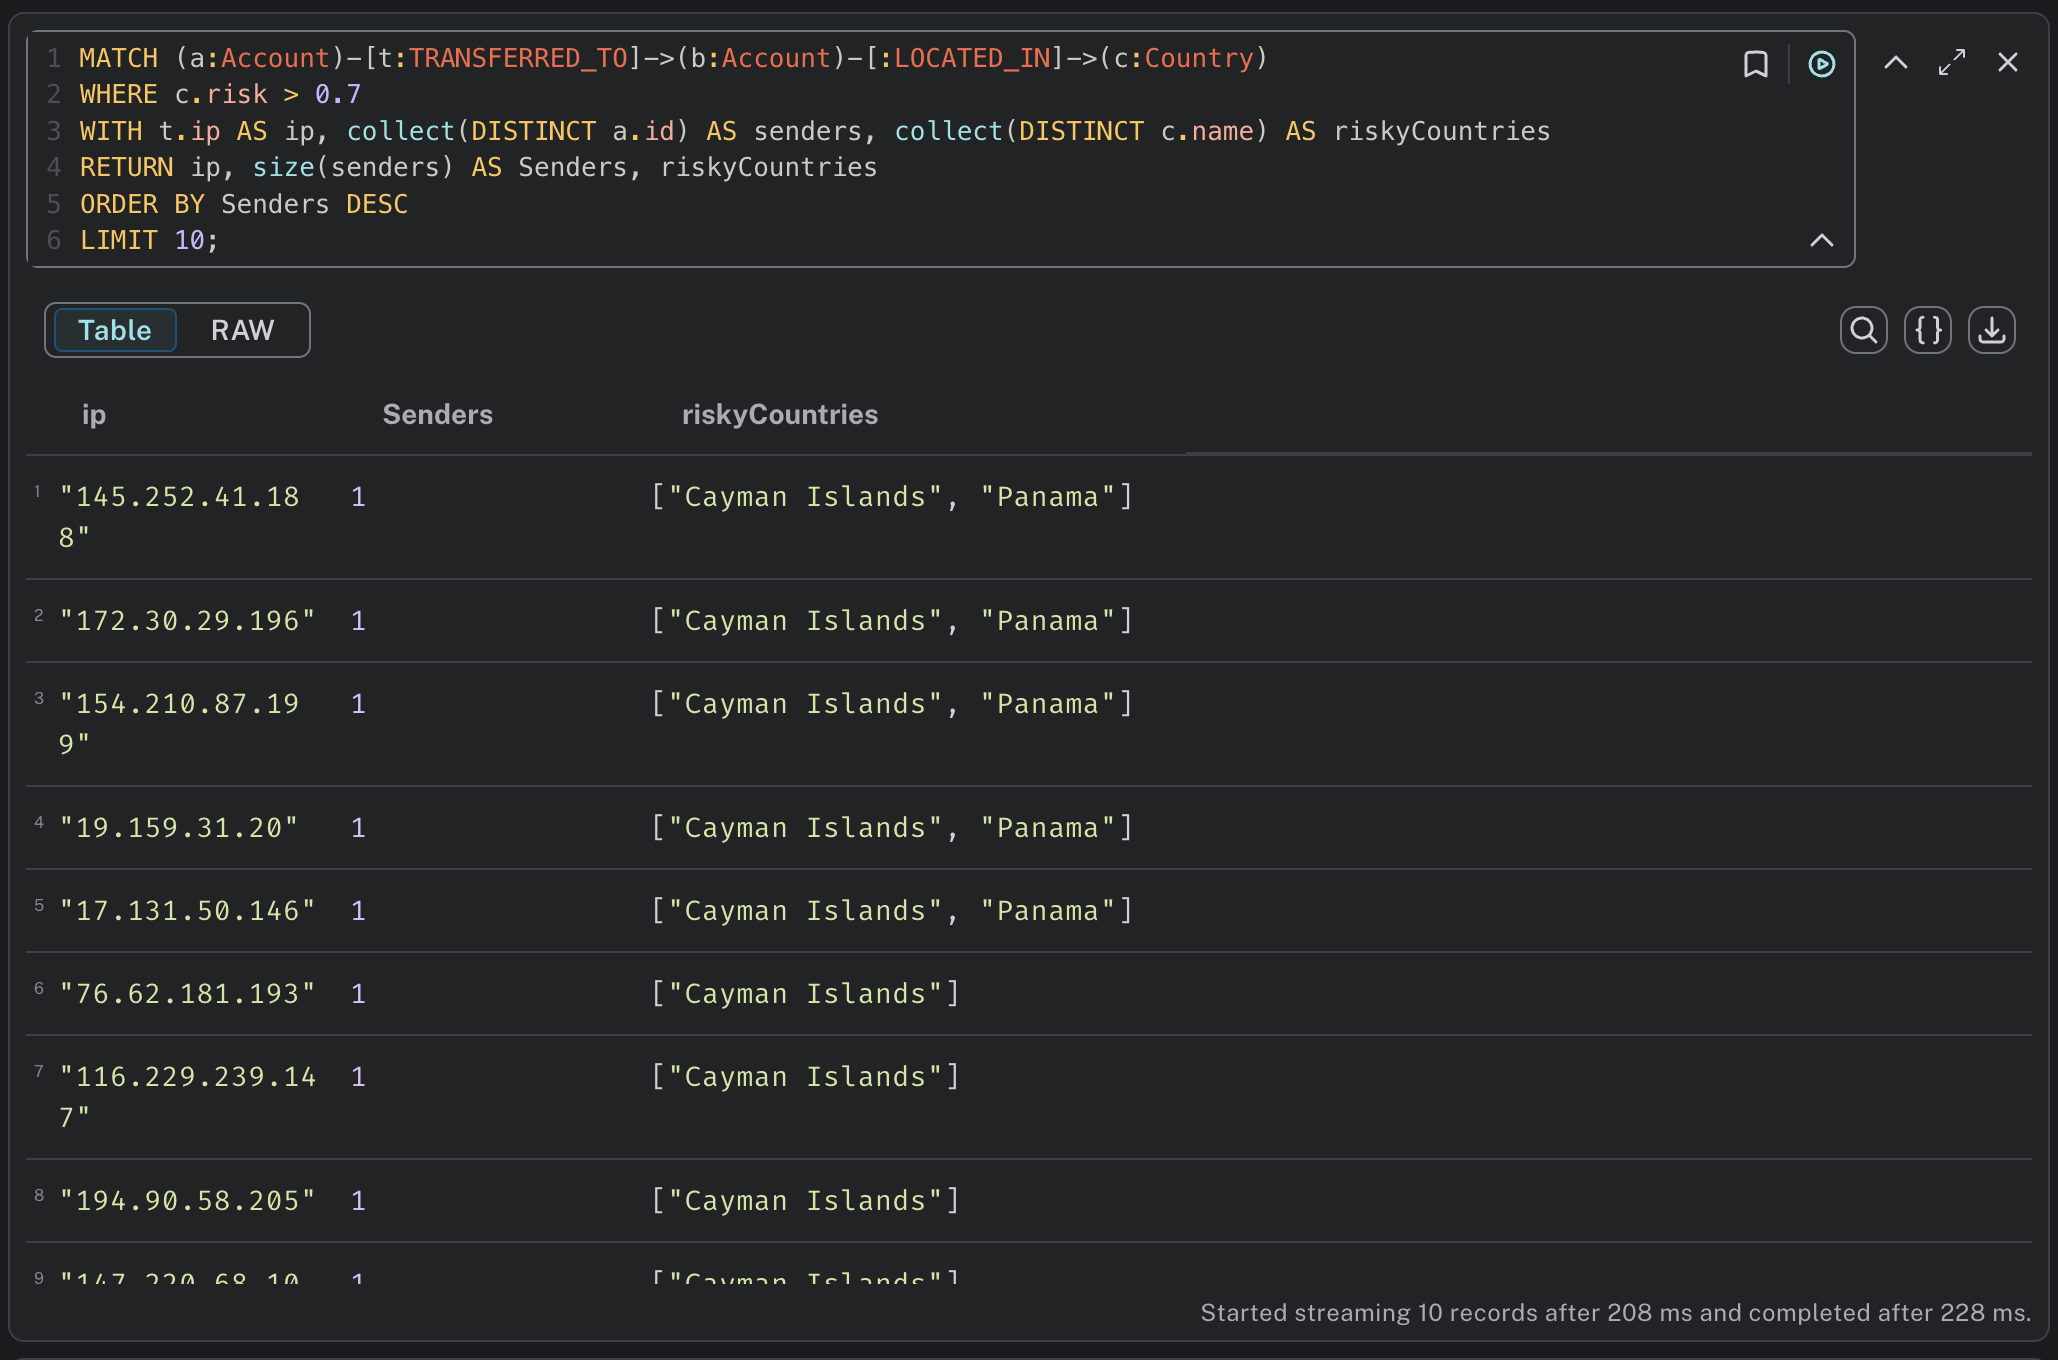 1 MATCH (a:Account)-[t:TRANSFERRED_TO]->(b:Account)-[:LOCATED_IN]->(c:Country)
2 WHERE c.risk > 0.7
3 WITH t.ip AS ip, collect(DISTINCT a.id) AS senders, collect(DISTINCT c.name) AS riskyCountries
4 RETURN ip, size(senders) AS Senders, riskyCountries
5 ORDER BY Senders DESC
6 LIMIT 10;
Table RAW
ip Senders riskyCountries
1 "145.252.41.18 1 ["Cayman Islands", "Panama"]
8"
2 "172.30.29.196" 1 ["Cayman Islands", "Panama"]
3 "154.210.87.19 1 ["Cayman Islands", "Panama"]
9"
4 "19.159.31.20" 1 ["Cayman Islands", "Panama"]
5 "17.131.50.146" 1 ["Cayman Islands", "Panama"]
6 "76.62.181.193" 1 ["Cayman Islands"]
7 "116.229.239.14 1 ["Cayman Islands"]
7"
8 "194.90.58.205" 1 ["Cayman Islands"]
9 "147.220.68.10 1 ["Cayman Islands"]
Started streaming 10 records after 208 ms and completed after 228 ms.